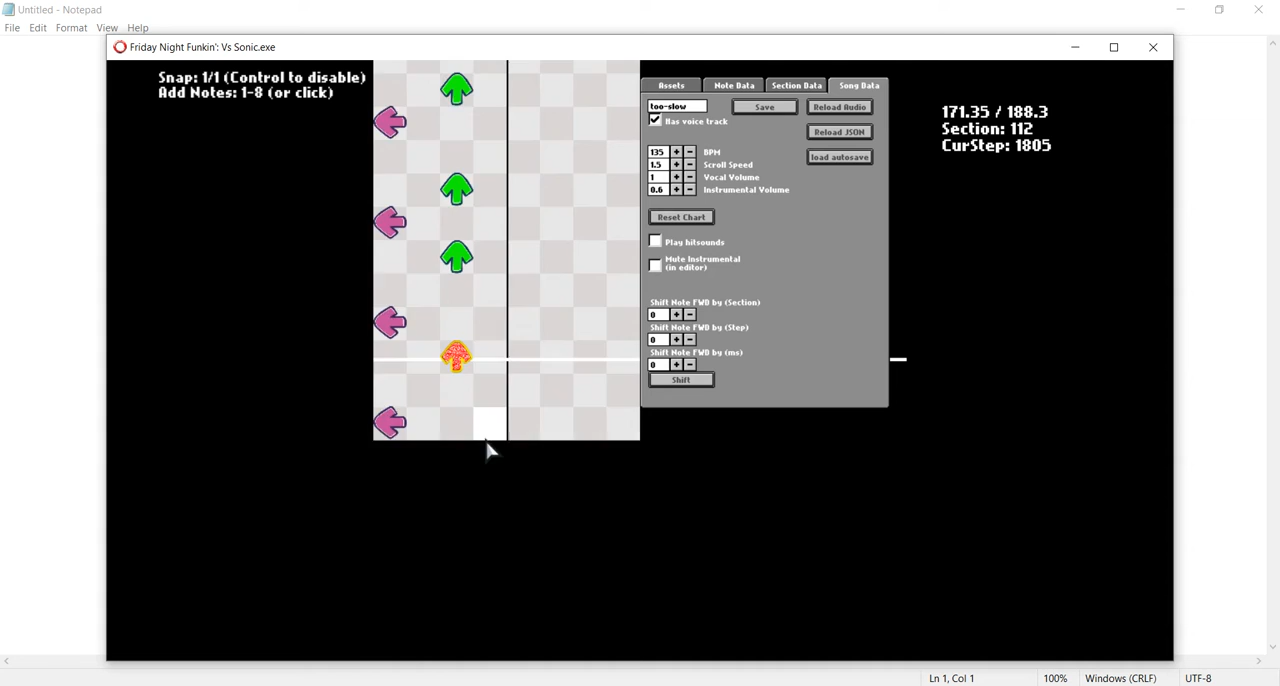 Untitled - Notepad
File Edit Format View Help
Friday Night Funkin': Vs Sonic.exe
Snap: 1/1 (Control to disable)
Add Notes: 1-8 (or click)
Assets Note Data Section Data Song Data
too-slow Save Reload Audio
Has voice track
Reload JSON
135 + - BPM
load autosave
1.5 + - Scroll Speed
1 + - Vocal Volume
0.6 + - Instrumental Volume
Reset Chart
Play hitsounds
Mute Instrumental
(in editor)
Shift Note FWD by (Section)
0 + -
Shift Note FWD by (Step)
0 + -
Shift Note FWD by (ms)
0 + -
Shift
171.35 / 188.3
Section: 112
CurStep: 1805
Ln 1, Col 1 100% Windows (CRLF) UTF-8